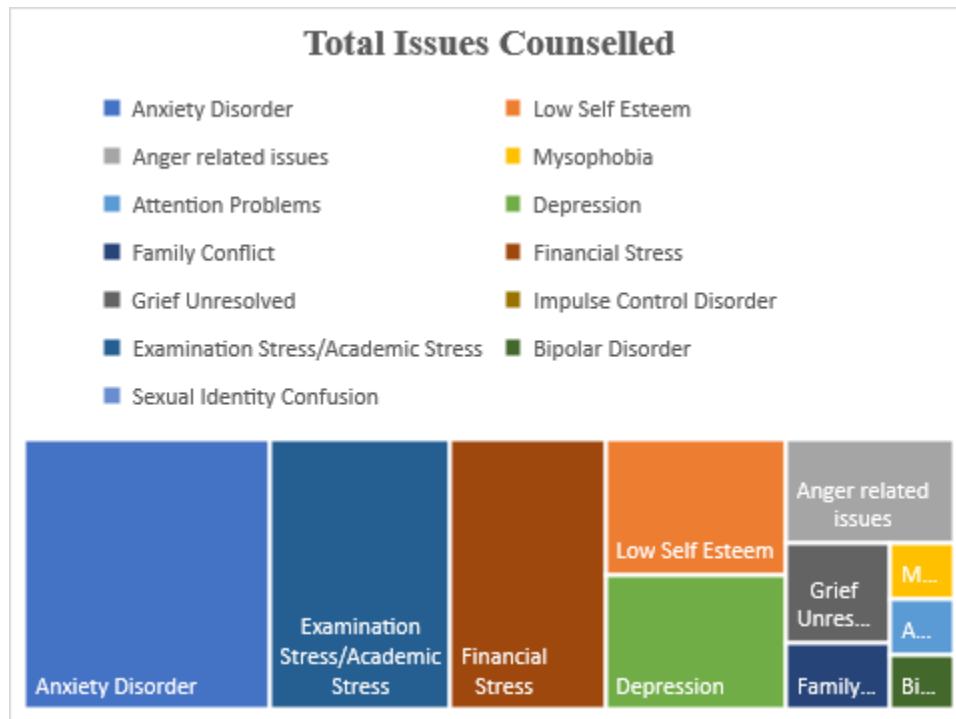 Total Issues Counselled
Anxiety Disorder
Low Self Esteem
Anger related issues
Mysophobia
Attention Problems
Depression
Family Conflict
Financial Stress
Grief Unresolved
Impulse Control Disorder
Examination Stress/Academic Stress
Bipolar Disorder
Sexual Identity Confusion
Anxiety Disorder
Examination
Stress/Academic
Stress
Financial
Stress
Low Self Esteem
Depression
Anger related
issues
Grief
Unres...
Family...
M...
A...
Bi...